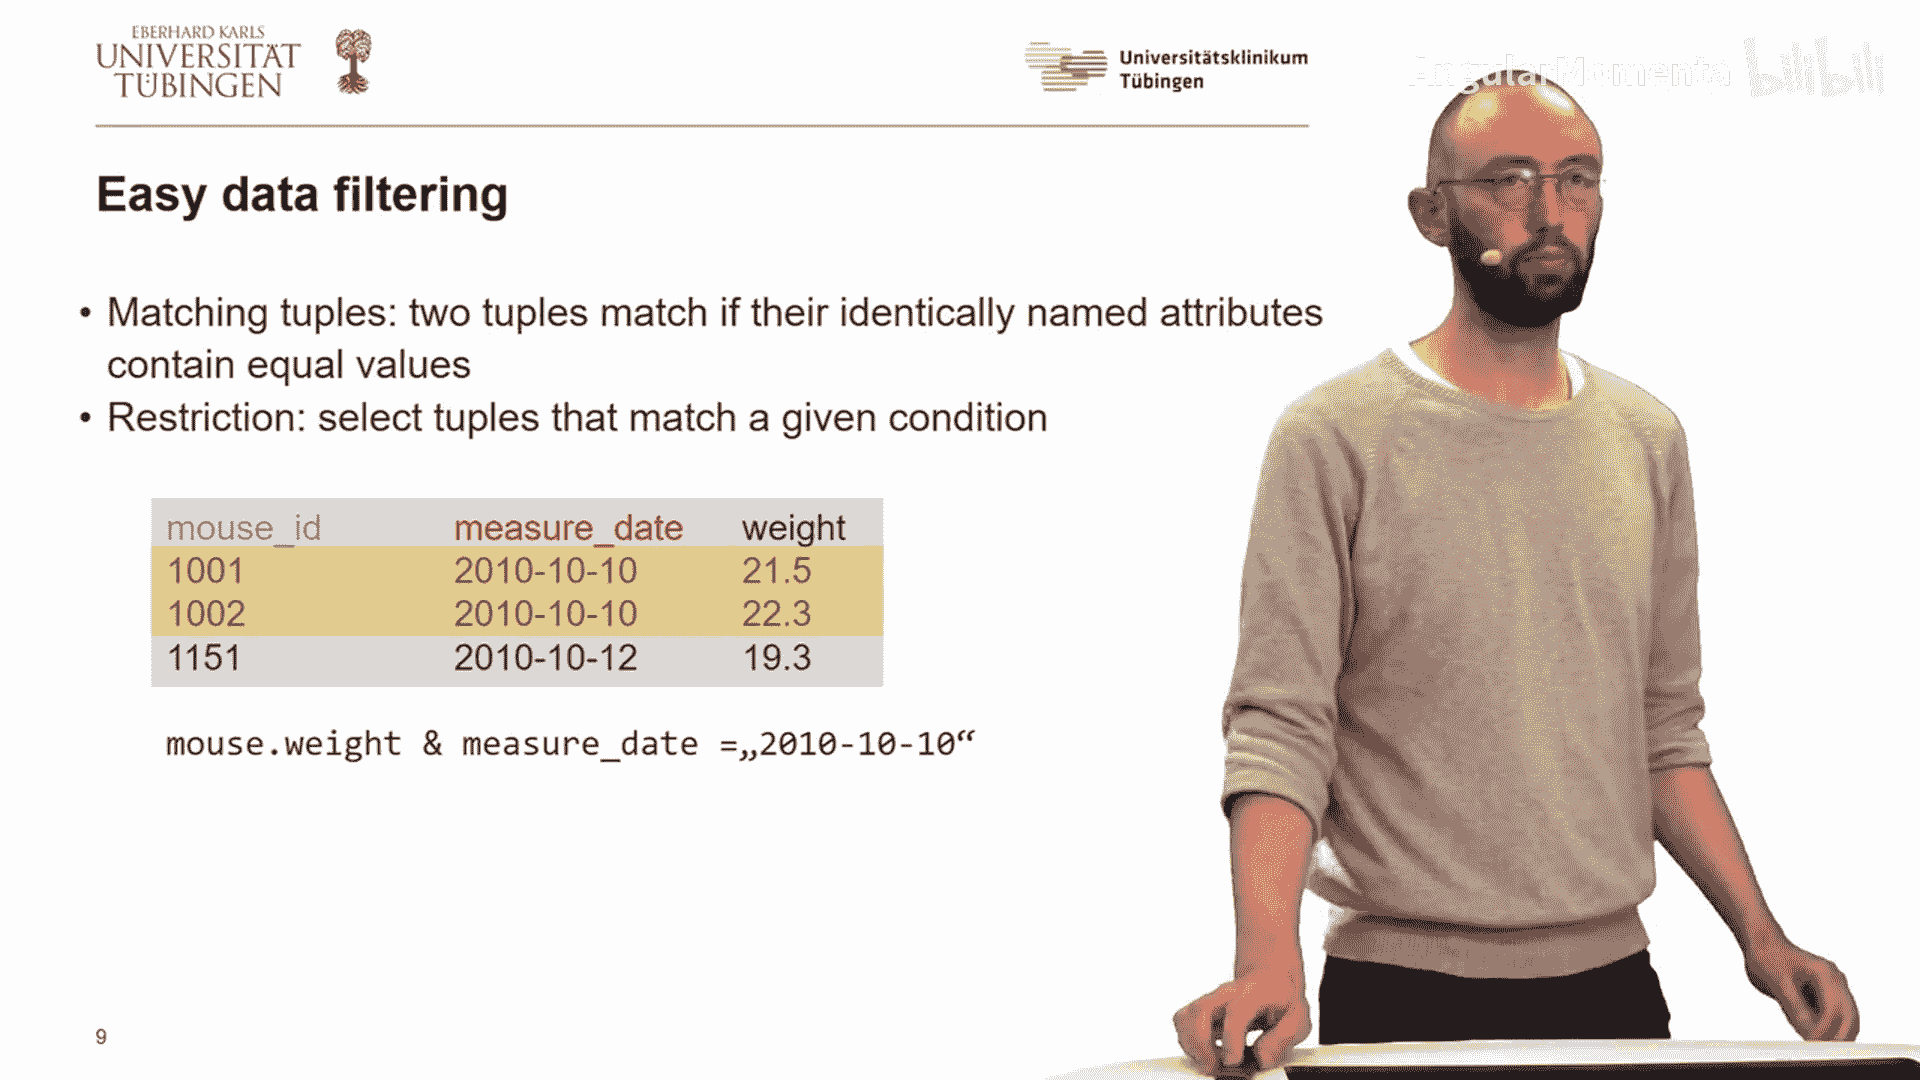 EBERHARD KARLS
UNIVERSITÄT
TÜBINGEN
Universitätsklinikum
Tübingen
AngularMomenta bilibili
Easy data filtering
• Matching tuples: two tuples match if their identically named attributes
contain equal values
• Restriction: select tuples that match a given condition
mouse_id measure_date weight
1001 2010-10-10 21.5
1002 2010-10-10 22.3
1151 2010-10-12 19.3
mouse.weight & measure_date =„2010-10-10“
9